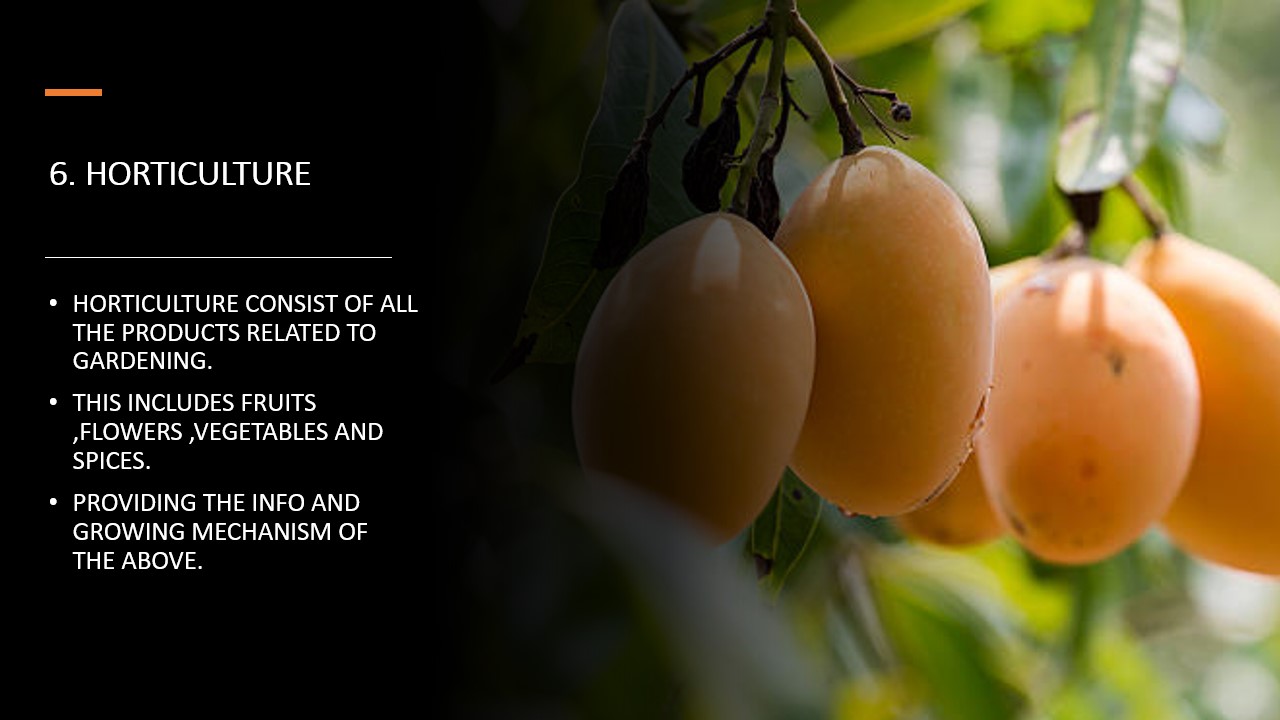 6. HORTICULTURE
• HORTICULTURE CONSIST OF ALL
THE PRODUCTS RELATED TO
GARDENING.
• THIS INCLUDES FRUITS
,FLOWERS ,VEGETABLES AND
SPICES.
• PROVIDING THE INFO AND
GROWING MECHANISM OF
THE ABOVE.